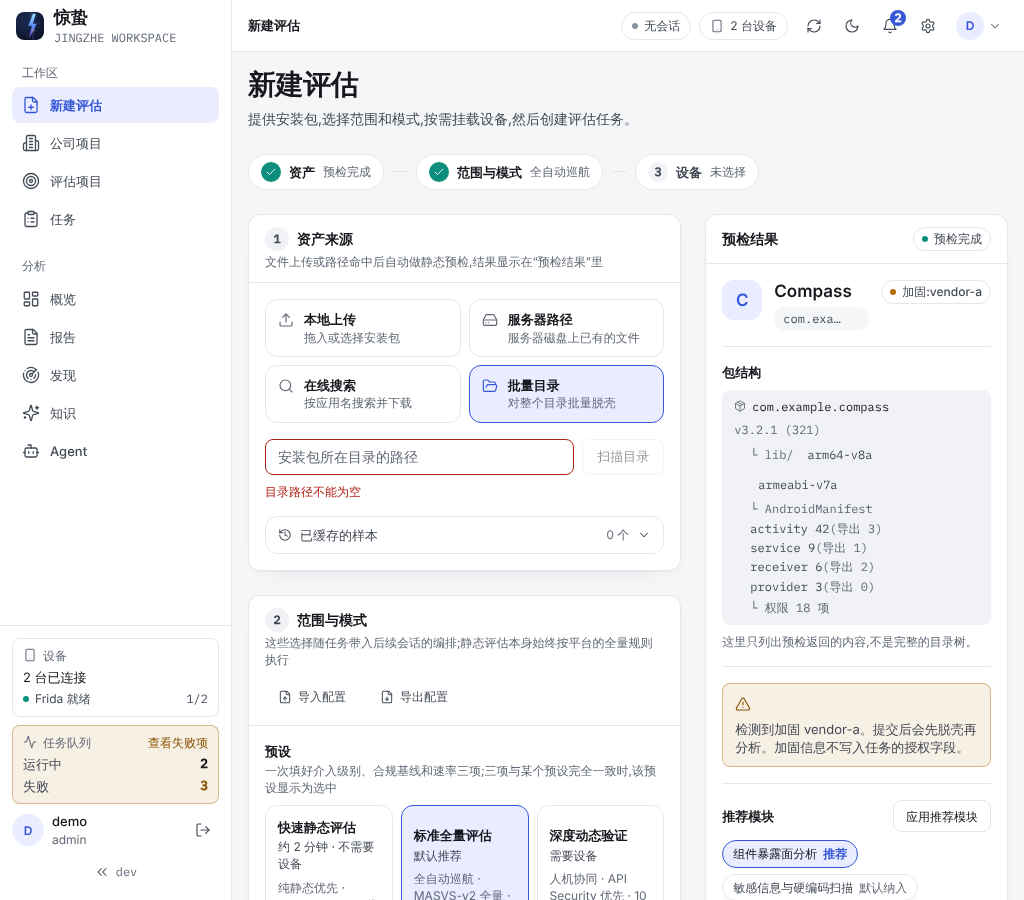 惊蛰
JINGZHE WORKSPACE
工作区
新建评估
公司项目
评估项目
任务
分析
概览
报告
发现
知识
Agent
设备
2 台已连接
Frida 就绪 1/2
任务队列 查看失败项
运行中 2
失败 3
D demo
admin
dev
新建评估
无会话 2 台设备 2 D
新建评估
提供安装包,选择范围和模式,按需挂载设备,然后创建评估任务。
资产 预检完成 范围与模式 全自动巡航 3 设备 未选择
1 资产来源
文件上传或路径命中后自动做静态预检,结果显示在“预检结果”里
本地上传
拖入或选择安装包
服务器路径
服务器磁盘上已有的文件
在线搜索
按应用名搜索并下载
批量目录
对整个目录批量脱壳
安装包所在目录的路径 扫描目录
目录路径不能为空
已缓存的样本 0 个
2 范围与模式
这些选择随任务带入后续会话的编排;静态评估本身始终按平台的全量规则
执行
导入配置 导出配置
预设
一次填好介入级别、合规基线和速率三项;三项与某个预设完全一致时,该预
设显示为选中
快速静态评估
约 2 分钟 · 不需要
设备
纯静态优先 ·
标准全量评估
默认推荐
全自动巡航 ·
MASVS-v2 全量 ·
深度动态验证
需要设备
人机协同 · API
Security 优先 · 10
预检结果 预检完成
C Compass 加固:vendor-a
com.exa…
包结构
com.example.compass
v3.2.1 (321)
└ lib/ arm64-v8a
armeabi-v7a
└ AndroidManifest
activity 42(导出 3)
service 9(导出 1)
receiver 6(导出 2)
provider 3(导出 0)
└ 权限 18 项
这里只列出预检返回的内容,不是完整的目录树。
检测到加固 vendor-a。提交后会先脱壳再
分析。加固信息不写入任务的授权字段。
推荐模块 应用推荐模块
组件暴露面分析 推荐
敏感信息与硬编码扫描 默认纳入